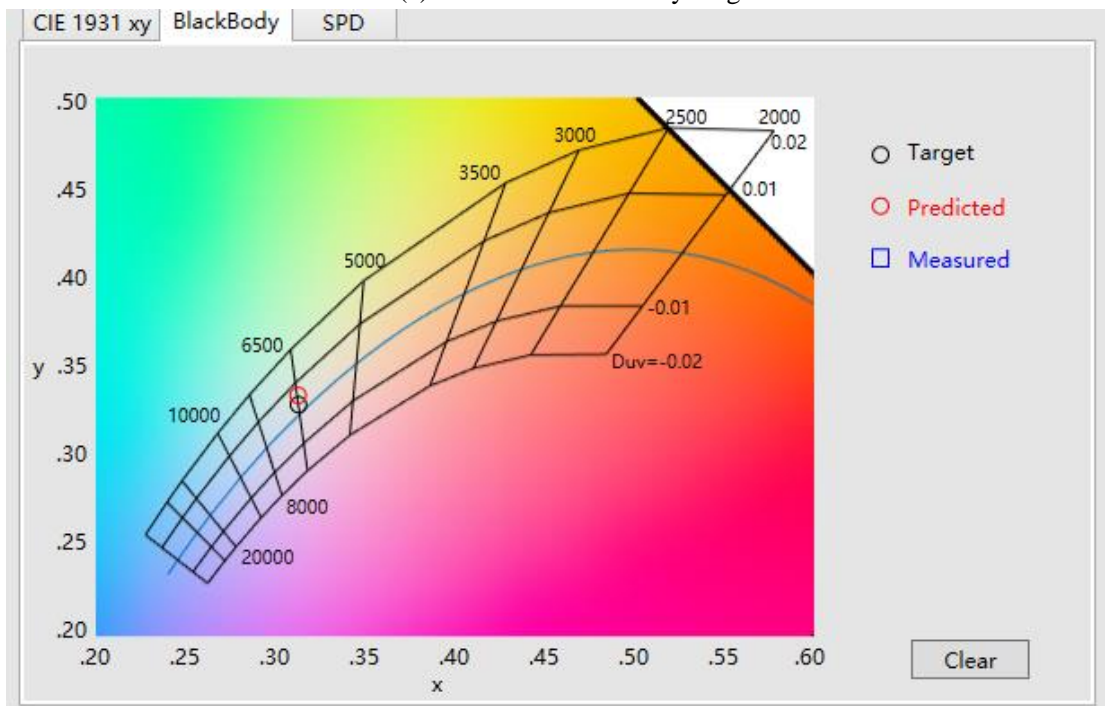 CIE 1931 xy BlackBody SPD
.50
.45
.40
y .35
.30
.25
.20
.20 .25 .30 .35 .40 .45 .50 .55 .60
x
2500 2000
3000 0.02
3500 0.01
5000
6500 -0.01
Duv=-0.02
10000
8000
20000
Target
Predicted
Measured
Clear